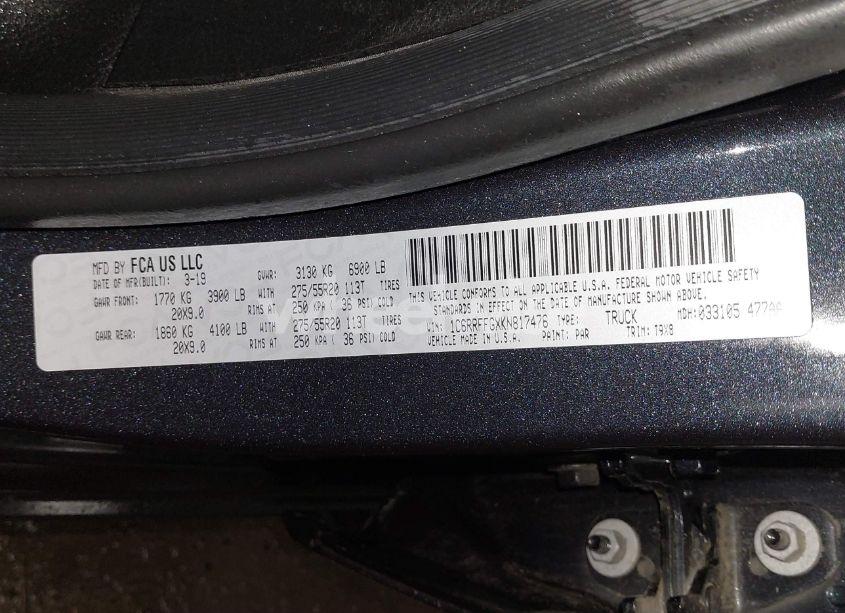 MFD BY FCA US LLC
DATE OF MFR(BUILT): 3-19
GVWR: 3130 KG 6900 LB
GAWR FRONT: 1770 KG 3900 LB WITH 275/55R20 113T TIRES
20X9.0 RIMS AT 250 KPA ( 36 PSI) COLD
GAWR REAR: 1860 KG 4100 LB WITH 275/55R20 113T TIRES
20X9.0 RIMS AT 250 KPA ( 36 PSI) COLD
THIS VEHICLE CONFORMS TO ALL APPLICABLE U.S.A. FEDERAL MOTOR VEHICLE SAFETY
STANDARDS IN EFFECT ON THE DATE OF MANUFACTURE SHOWN ABOVE.
VIN: 1C6RRFFGXKN817476 TYPE: TRUCK MDH: 033105
VEHICLE MADE IN U.S.A. PAINT: PAR TRIM: T9X8